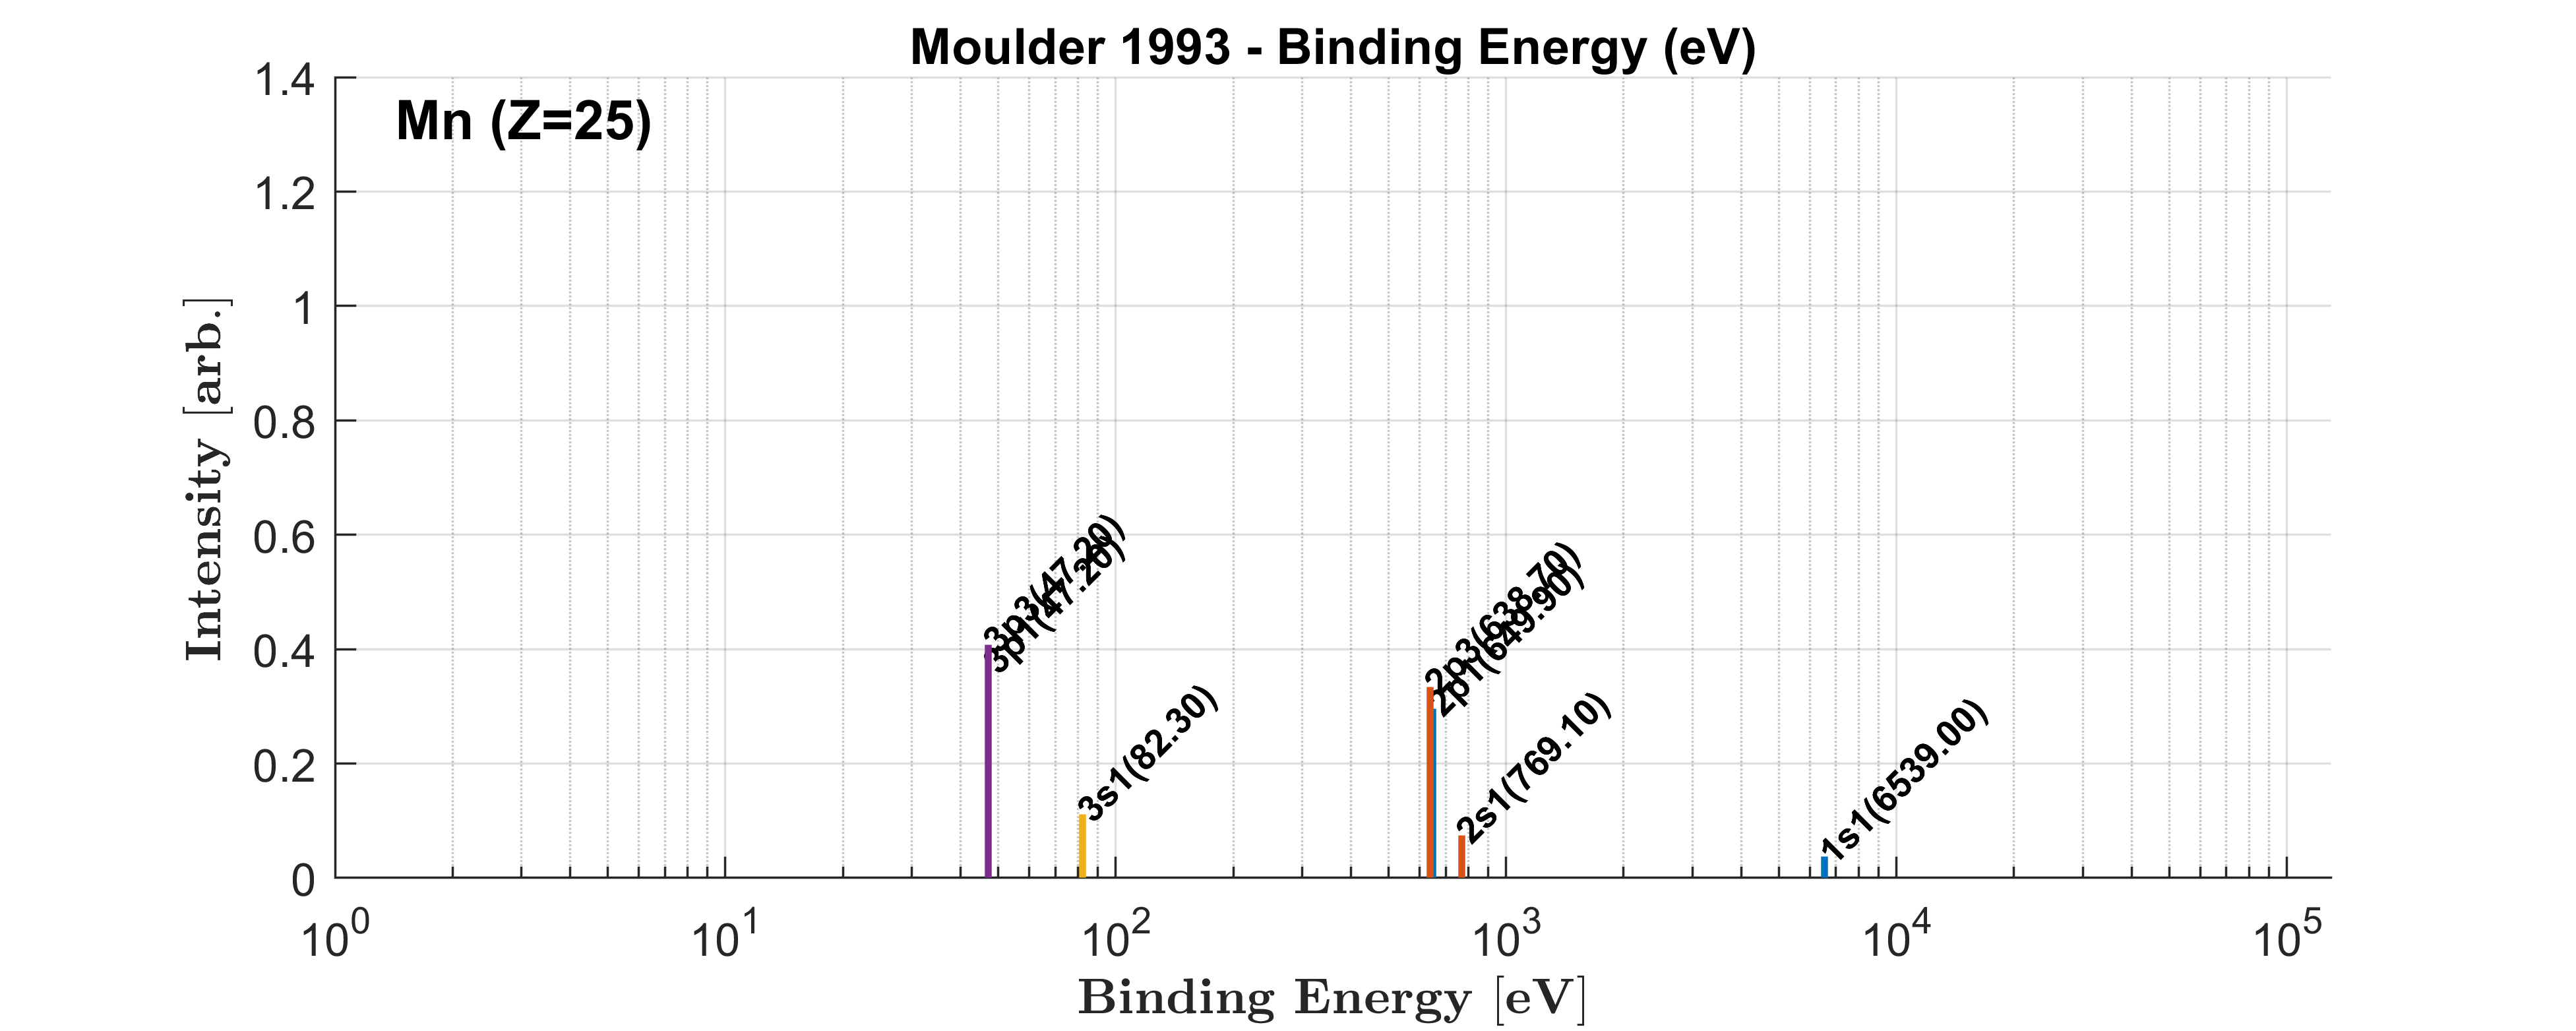 Moulder 1993 - Binding Energy (eV)
Mn (Z=25)
1.4
1.2
1
0.8
0.6
0.4
0.2
0
Intensity [arb.]
3p3(47.20)
3p1(47.20)
3s1(82.30)
2p3(638.70)
2p1(649.90)
2s1(769.10)
1s1(6539.00)
10^0 10^1 10^2 10^3 10^4 10^5
Binding Energy [eV]